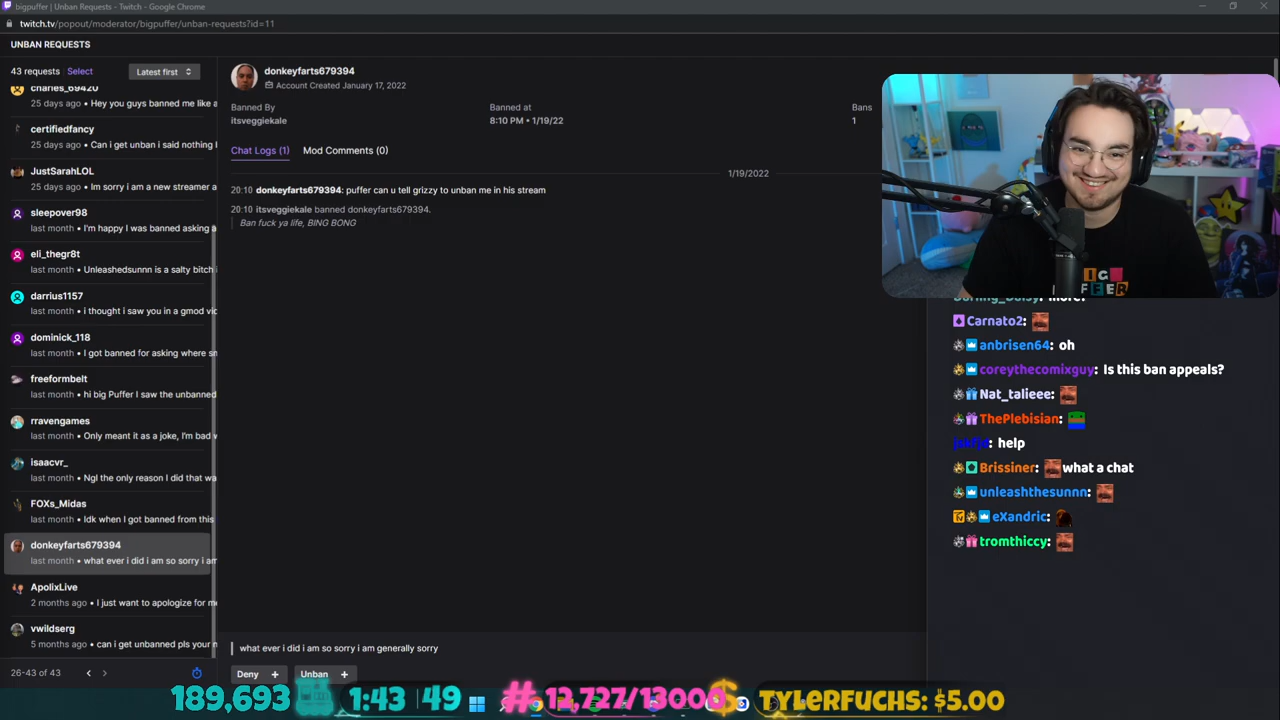 bigpuffer | Unban Requests - Twitch - Google Chrome
twitch.tv/popout/moderator/bigpuffer/unban-requests?id=11
UNBAN REQUESTS
43 requests Select Latest first
charles_69420
25 days ago • Hey you guys banned me like a
certifiedfancy
25 days ago • Can i get unban i said nothing
JustSarahLOL
25 days ago • Im sorry i am a new streamer a
sleepover98
last month • I'm happy I was banned asking a
eli_thegr8t
last month • Unleashedsunnn is a salty bitch
darrius1157
last month • i thought i saw you in a gmod vi
dominick_118
last month • I got banned for asking where s
freeformbelt
last month • hi big Puffer I saw the unbanned
rravengames
last month • Only meant it as a joke, I'm bad
isaacvr_
last month • Ngl the only reason I did that wa
FOXs_Midas
last month • Idk when I got banned from this
donkeyfarts679394
last month • what ever i did i am so sorry i am
ApolixLive
2 months ago • I just want to apologize for m
vwildserg
5 months ago • can i get unbanned pls your
26-43 of 43
donkeyfarts679394
Account Created January 17, 2022
Banned By Banned at Bans
itsveggiekale 8:10 PM • 1/19/22 1
Chat Logs (1) Mod Comments (0)
1/19/2022
20:10 donkeyfarts679394: puffer can u tell grizzy to unban me in his stream
20:10 itsveggiekale banned donkeyfarts679394.
Ban fuck ya life, BING BONG
what ever i did i am so sorry i am generally sorry
Deny + Unban +
Carnato2:
anbrisen64: oh
coreythecomixguy: Is this ban appeals?
Nat_talieee:
ThePlebisian:
help
Brissiner: what a chat
unleashthesunnn:
eXandric:
tromthiccy:
189,693 1:43 49 # 12,727/13000 $ TYLERFUCHS: $5.00